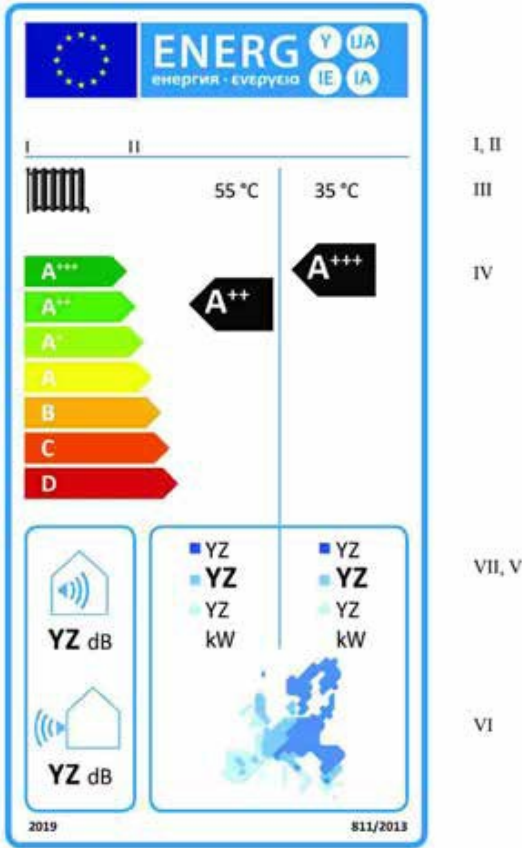 ENERG Y IJA
енергия · ενεργεια IE IA
I II
I, II
55 °C 35 °C
III
A+++
A++
A+
A
B
C
D
A++
A+++
IV
YZ dB
YZ dB
YZ YZ
YZ YZ
YZ YZ
kW kW
VII, V
VI
2019 811/2013